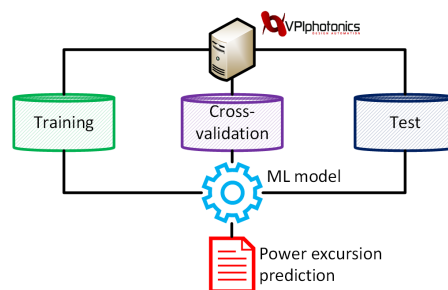 VPIphotonics
DESIGN AUTOMATION
Training
Cross-
validation
Test
ML model
Power excursion
prediction